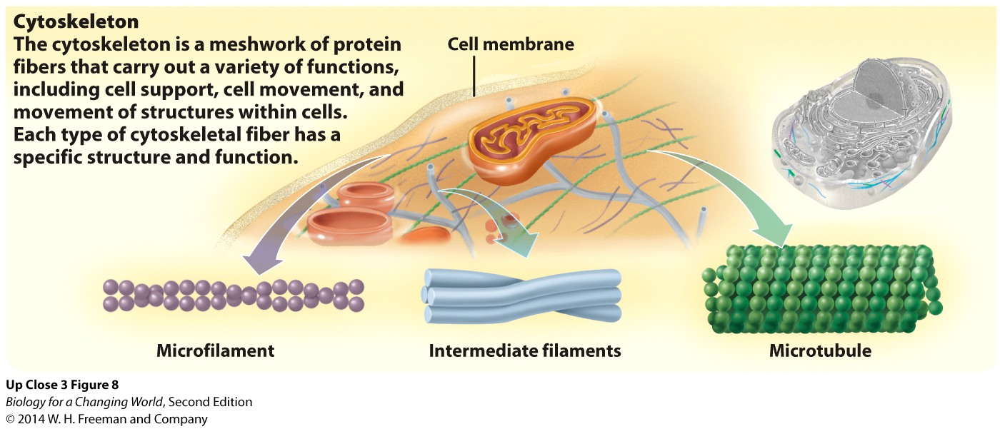 Cytoskeleton
The cytoskeleton is a meshwork of protein
fibers that carry out a variety of functions,
including cell support, cell movement, and
movement of structures within cells.
Each type of cytoskeletal fiber has a
specific structure and function.
Cell membrane
Microfilament
Intermediate filaments
Microtubule
Up Close 3 Figure 8
Biology for a Changing World, Second Edition
© 2014 W. H. Freeman and Company